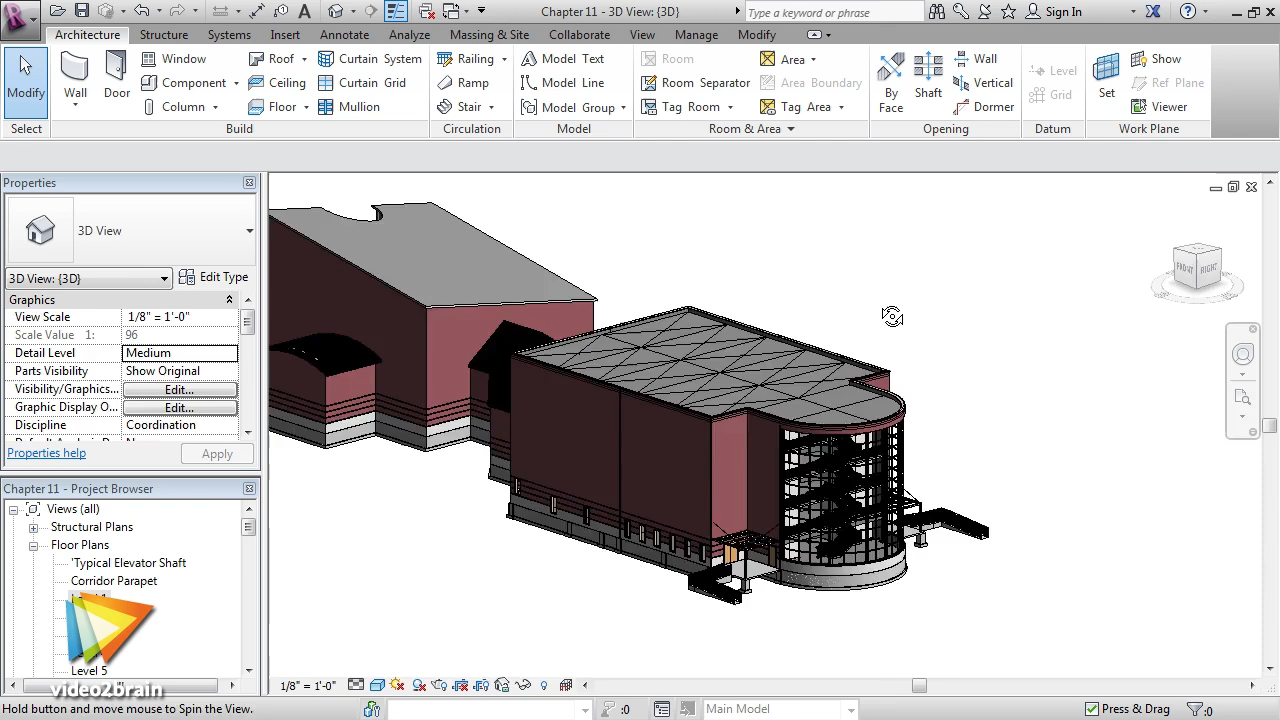 Chapter 11 - 3D View: {3D}
Type a keyword or phrase
Sign In
Architecture Structure Systems Insert Annotate Analyze Massing & Site Collaborate View Manage Modify
Modify
Select
Wall
Door
Window
Component
Column
Roof
Ceiling
Floor
Curtain System
Curtain Grid
Mullion
Build
Railing
Ramp
Stair
Circulation
Model Text
Model Line
Model Group
Model
Room
Room Separator
Tag Room
Area
Area Boundary
Tag Area
Room & Area
By
Face
Shaft
Wall
Vertical
Dormer
Opening
Level
Grid
Datum
Set
Show
Ref Plane
Viewer
Work Plane
Properties
3D View
3D View: {3D}
Edit Type
Graphics
View Scale 1/8" = 1'-0"
Scale Value 1: 96
Detail Level Medium
Parts Visibility Show Original
Visibility/Graphics... Edit...
Graphic Display O... Edit...
Discipline Coordination
Properties help
Apply
Chapter 11 - Project Browser
Views (all)
Structural Plans
Floor Plans
'Typical Elevator Shaft
Corridor Parapet
Level 5
video2brain
FRONT
RIGHT
1/8" = 1'-0"
Hold button and move mouse to Spin the View.
:0
Main Model
Press & Drag
:0